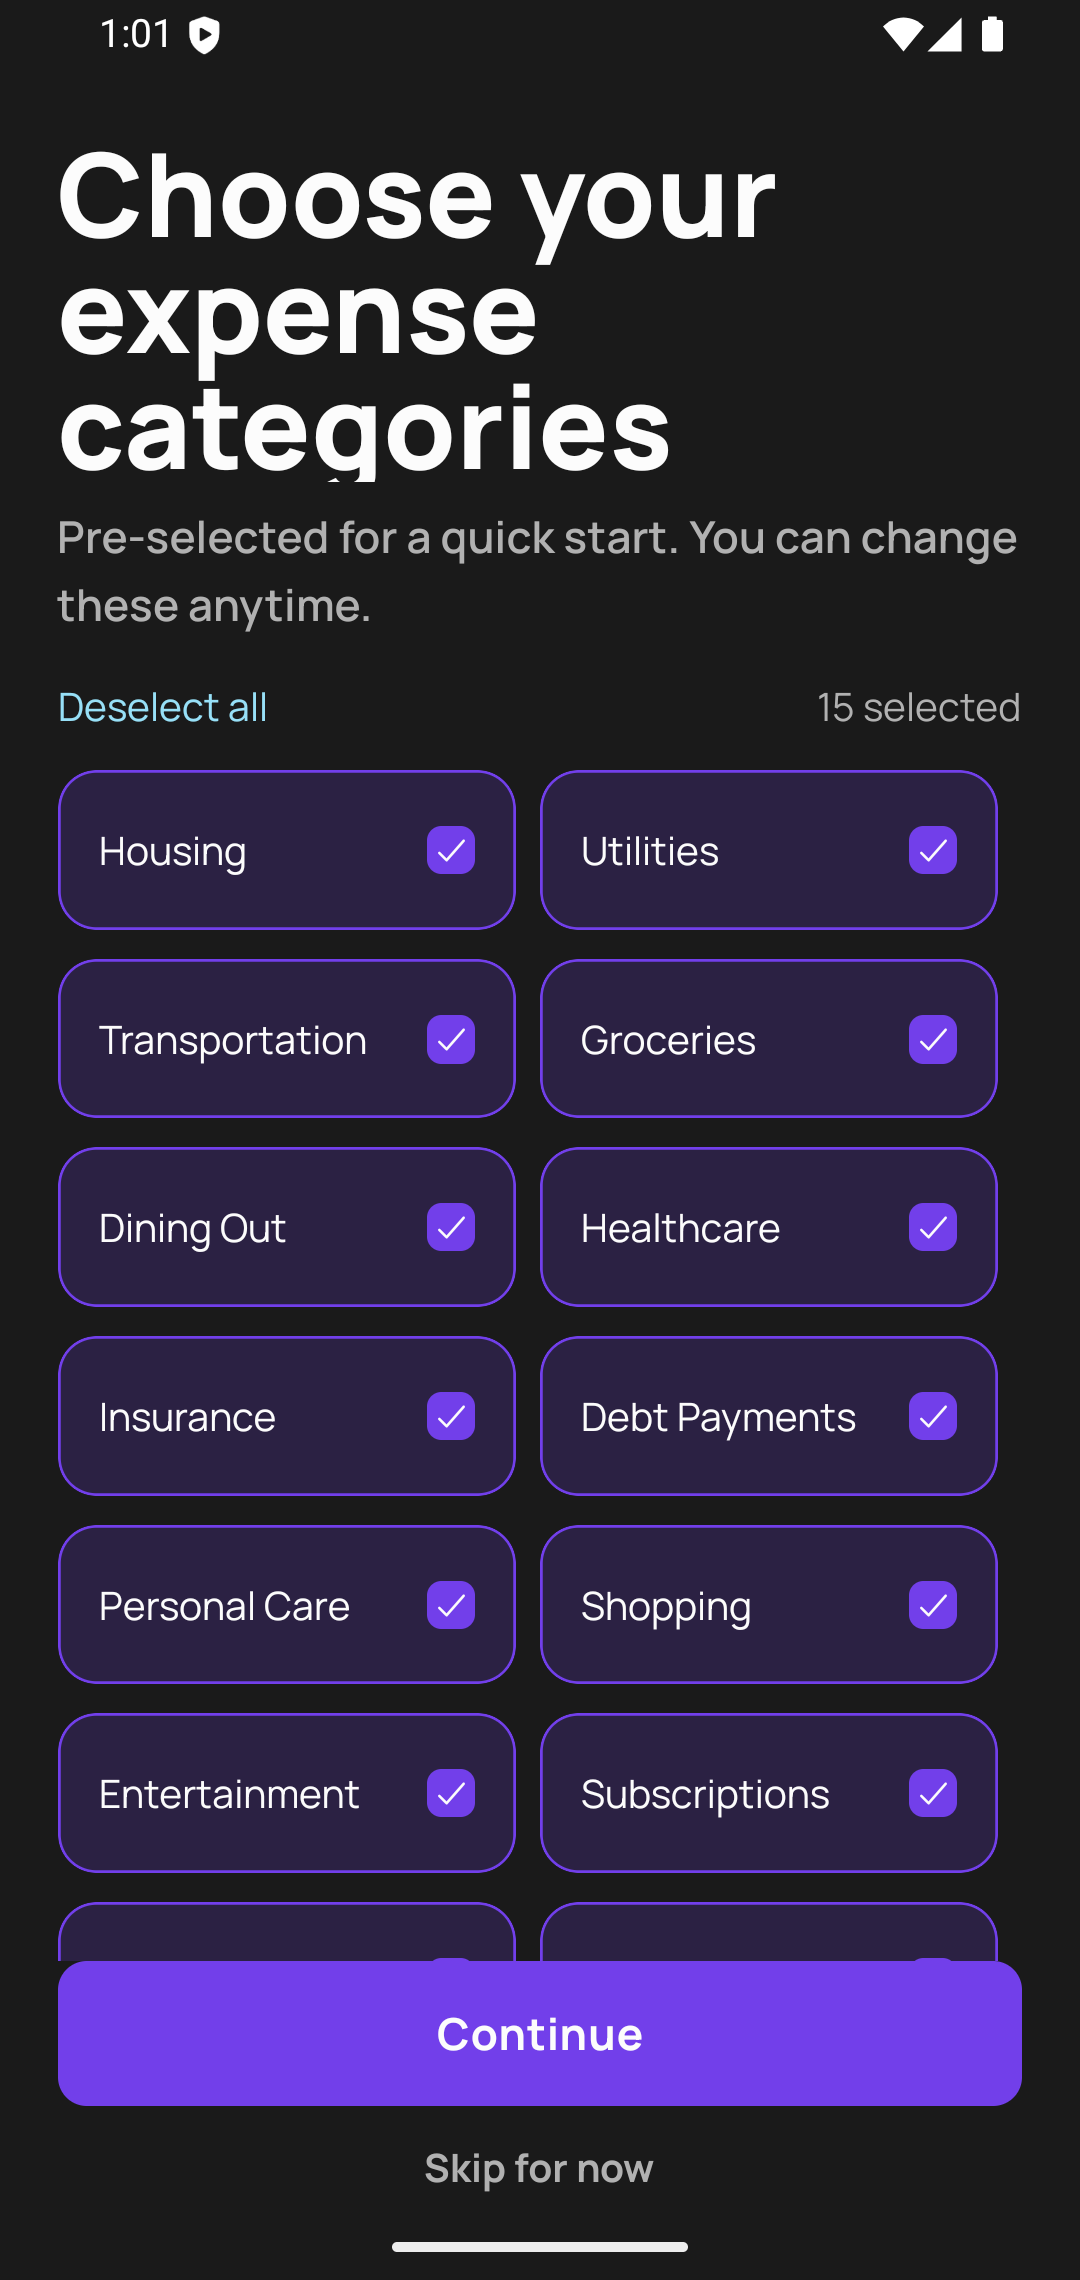 1:01
Choose your
expense
categories
Pre-selected for a quick start. You can change
these anytime.
Deselect all
15 selected
Housing
Utilities
Transportation
Groceries
Dining Out
Healthcare
Insurance
Debt Payments
Personal Care
Shopping
Entertainment
Subscriptions
Continue
Skip for now